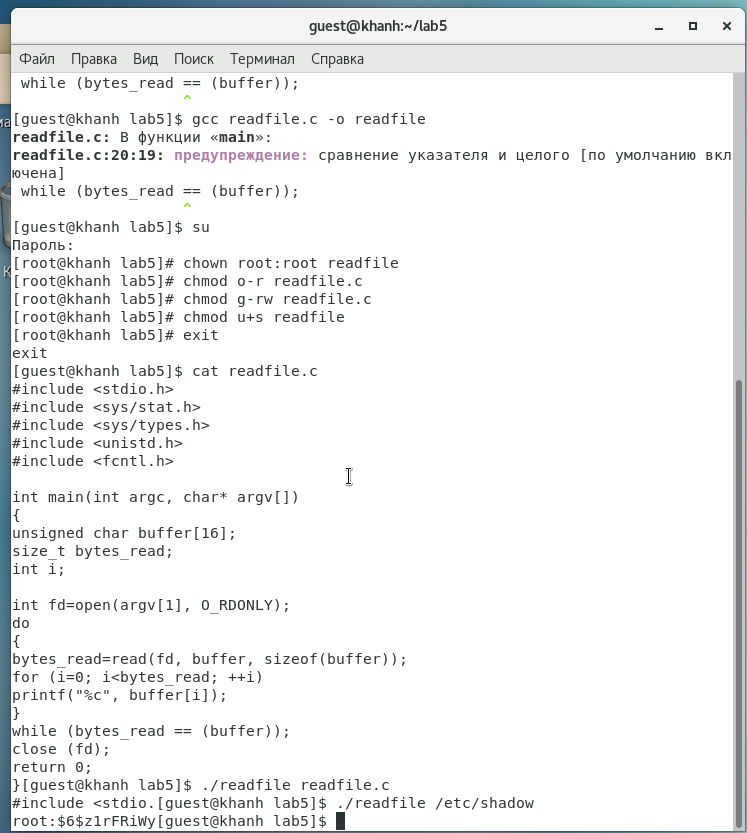 guest@khanh:~/lab5
Файл Правка Вид Поиск Терминал Справка
while (bytes_read == (buffer));
^
[guest@khanh lab5]$ gcc readfile.c -o readfile
readfile.c: В функции «main»:
readfile.c:20:19: предупреждение: сравнение указателя и целого [по умолчанию вкл
ючена]
while (bytes_read == (buffer));
^
[guest@khanh lab5]$ su
Пароль:
[root@khanh lab5]# chown root:root readfile
[root@khanh lab5]# chmod o-r readfile.c
[root@khanh lab5]# chmod g-rw readfile.c
[root@khanh lab5]# chmod u+s readfile
[root@khanh lab5]# exit
exit
[guest@khanh lab5]$ cat readfile.c
#include <stdio.h>
#include <sys/stat.h>
#include <sys/types.h>
#include <unistd.h>
#include <fcntl.h>
int main(int argc, char* argv[])
{
unsigned char buffer[16];
size_t bytes_read;
int i;
int fd=open(argv[1], O_RDONLY);
do
{
bytes_read=read(fd, buffer, sizeof(buffer));
for (i=0; i<bytes_read; ++i)
printf("%c", buffer[i]);
}
while (bytes_read == (buffer));
close (fd);
return 0;
}[guest@khanh lab5]$ ./readfile readfile.c
#include <stdio.[guest@khanh lab5]$ ./readfile /etc/shadow
root:$6$z1rFRiWy[guest@khanh lab5]$